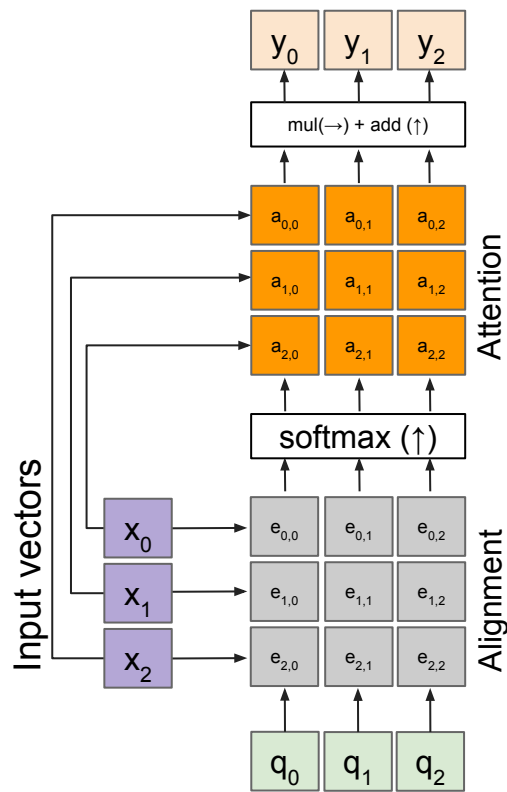 y0 y1 y2
mul(→) + add (↑)
a0,0 a0,1 a0,2
a1,0 a1,1 a1,2
a2,0 a2,1 a2,2
Attention
softmax (↑)
Input vectors
x0 e0,0 e0,1 e0,2
x1 e1,0 e1,1 e1,2
x2 e2,0 e2,1 e2,2
Alignment
q0 q1 q2